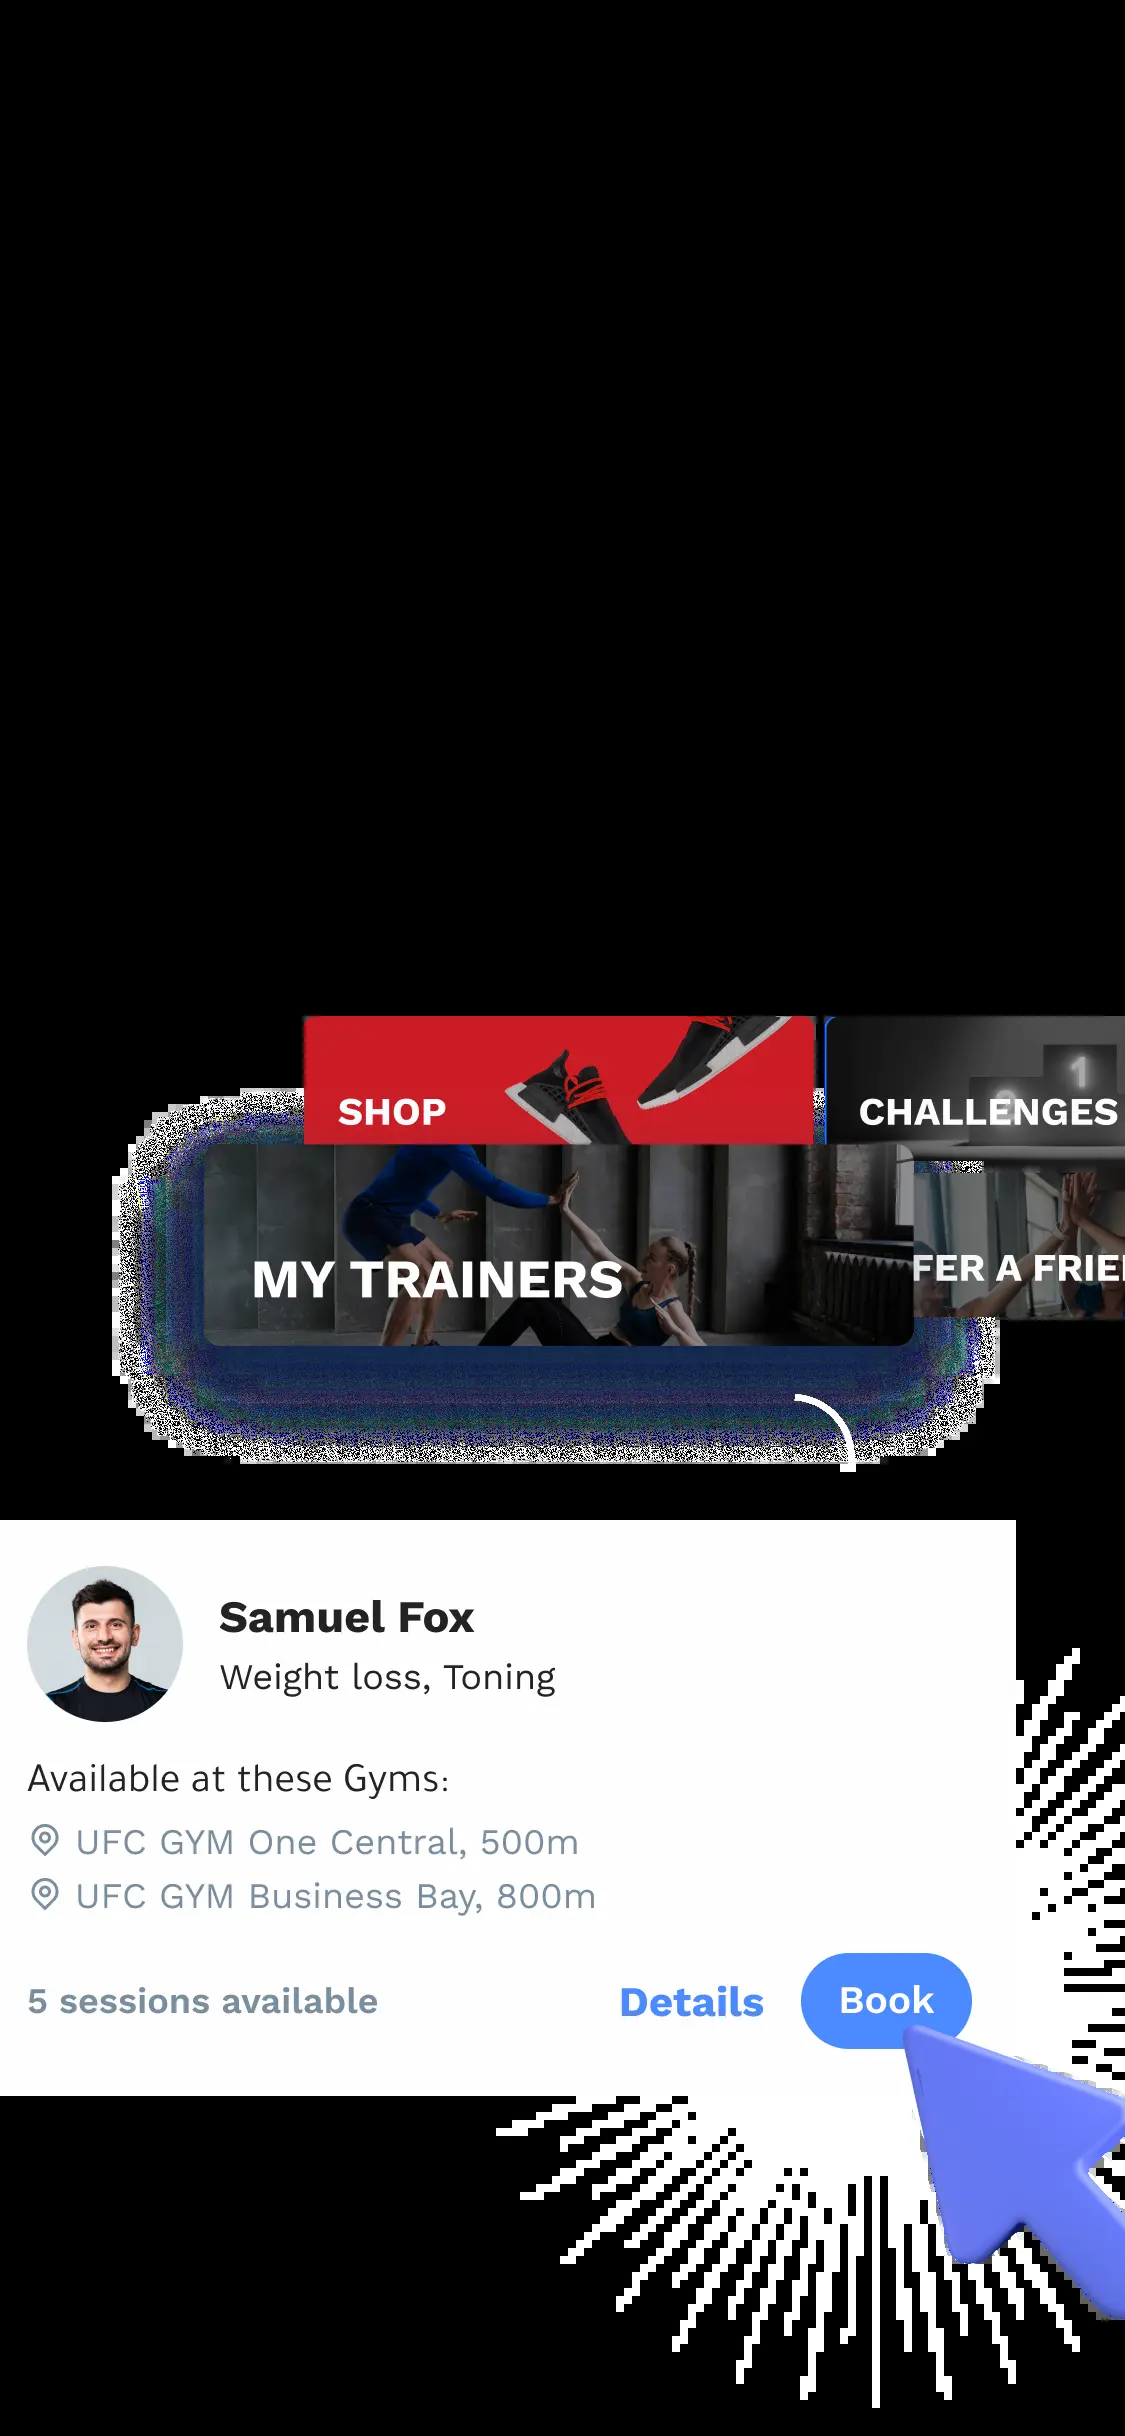 SHOP
CHALLENGES
1
MY TRAINERS
FER A FRIE
Samuel Fox
Weight loss, Toning
Available at these Gyms:
UFC GYM One Central, 500m
UFC GYM Business Bay, 800m
5 sessions available
Details
Book